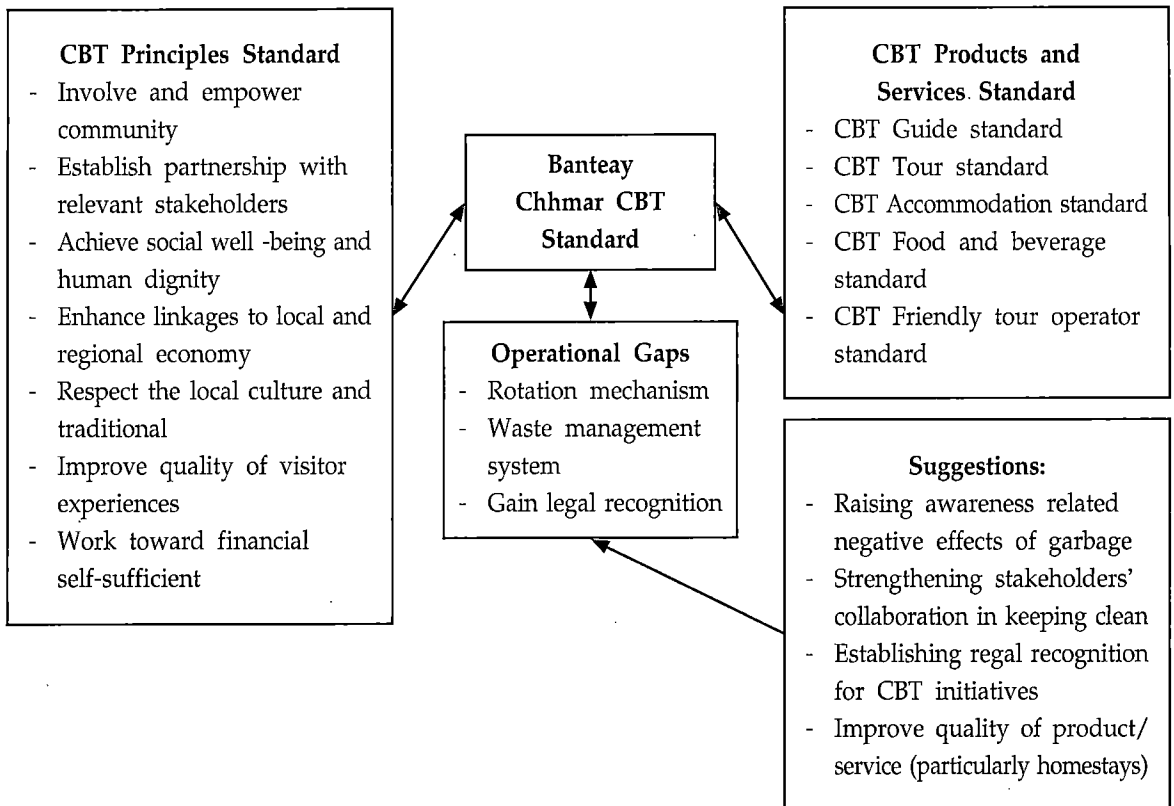 CBT Principles Standard
- Involve and empower
community
- Establish partnership with
relevant stakeholders
- Achieve social well -being and
human dignity
- Enhance linkages to local and
regional economy
- Respect the local culture and
traditional
- Improve quality of visitor
experiences
- Work toward financial
self-sufficient
Banteay
Chhmar CBT
Standard
Operational Gaps
- Rotation mechanism
- Waste management
system
- Gain legal recognition
CBT Products and
Services Standard
- CBT Guide standard
- CBT Tour standard
- CBT Accommodation standard
- CBT Food and beverage
standard
- CBT Friendly tour operator
standard
Suggestions:
- Raising awareness related
negative effects of garbage
- Strengthening stakeholders'
collaboration in keeping clean
- Establishing regal recognition
for CBT initiatives
- Improve quality of product/
service (particularly homestays)